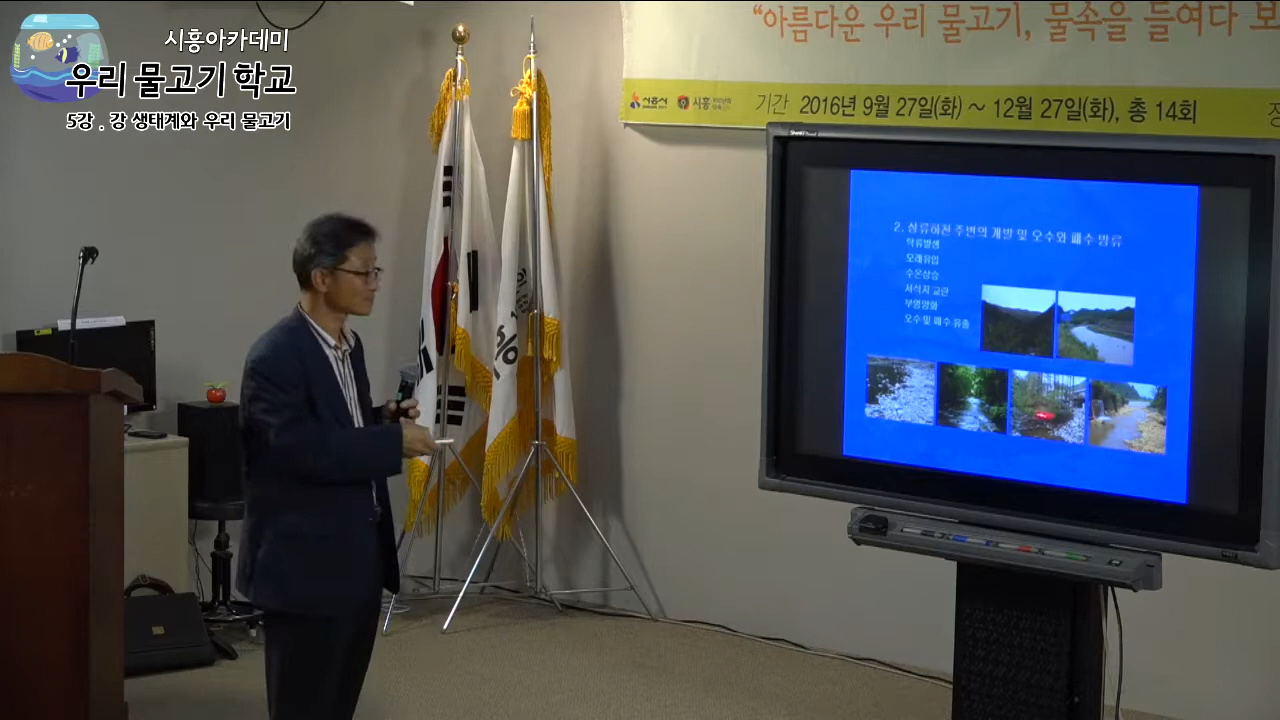 시흥아카데미
우리 물고기 학교
5강 . 강 생태계와 우리 물고기
“아름다운 우리 물고기, 물속을 들여다 보
시흥시 시흥 기간 2016년 9월 27일(화) ~ 12월 27일(화), 총 14회
2. 상류하천 주변의 개발 및 오수와 폐수 방류
탁류발생
모래유입
수온상승
서식지 교란
부영양화
오수 및 폐수 유출